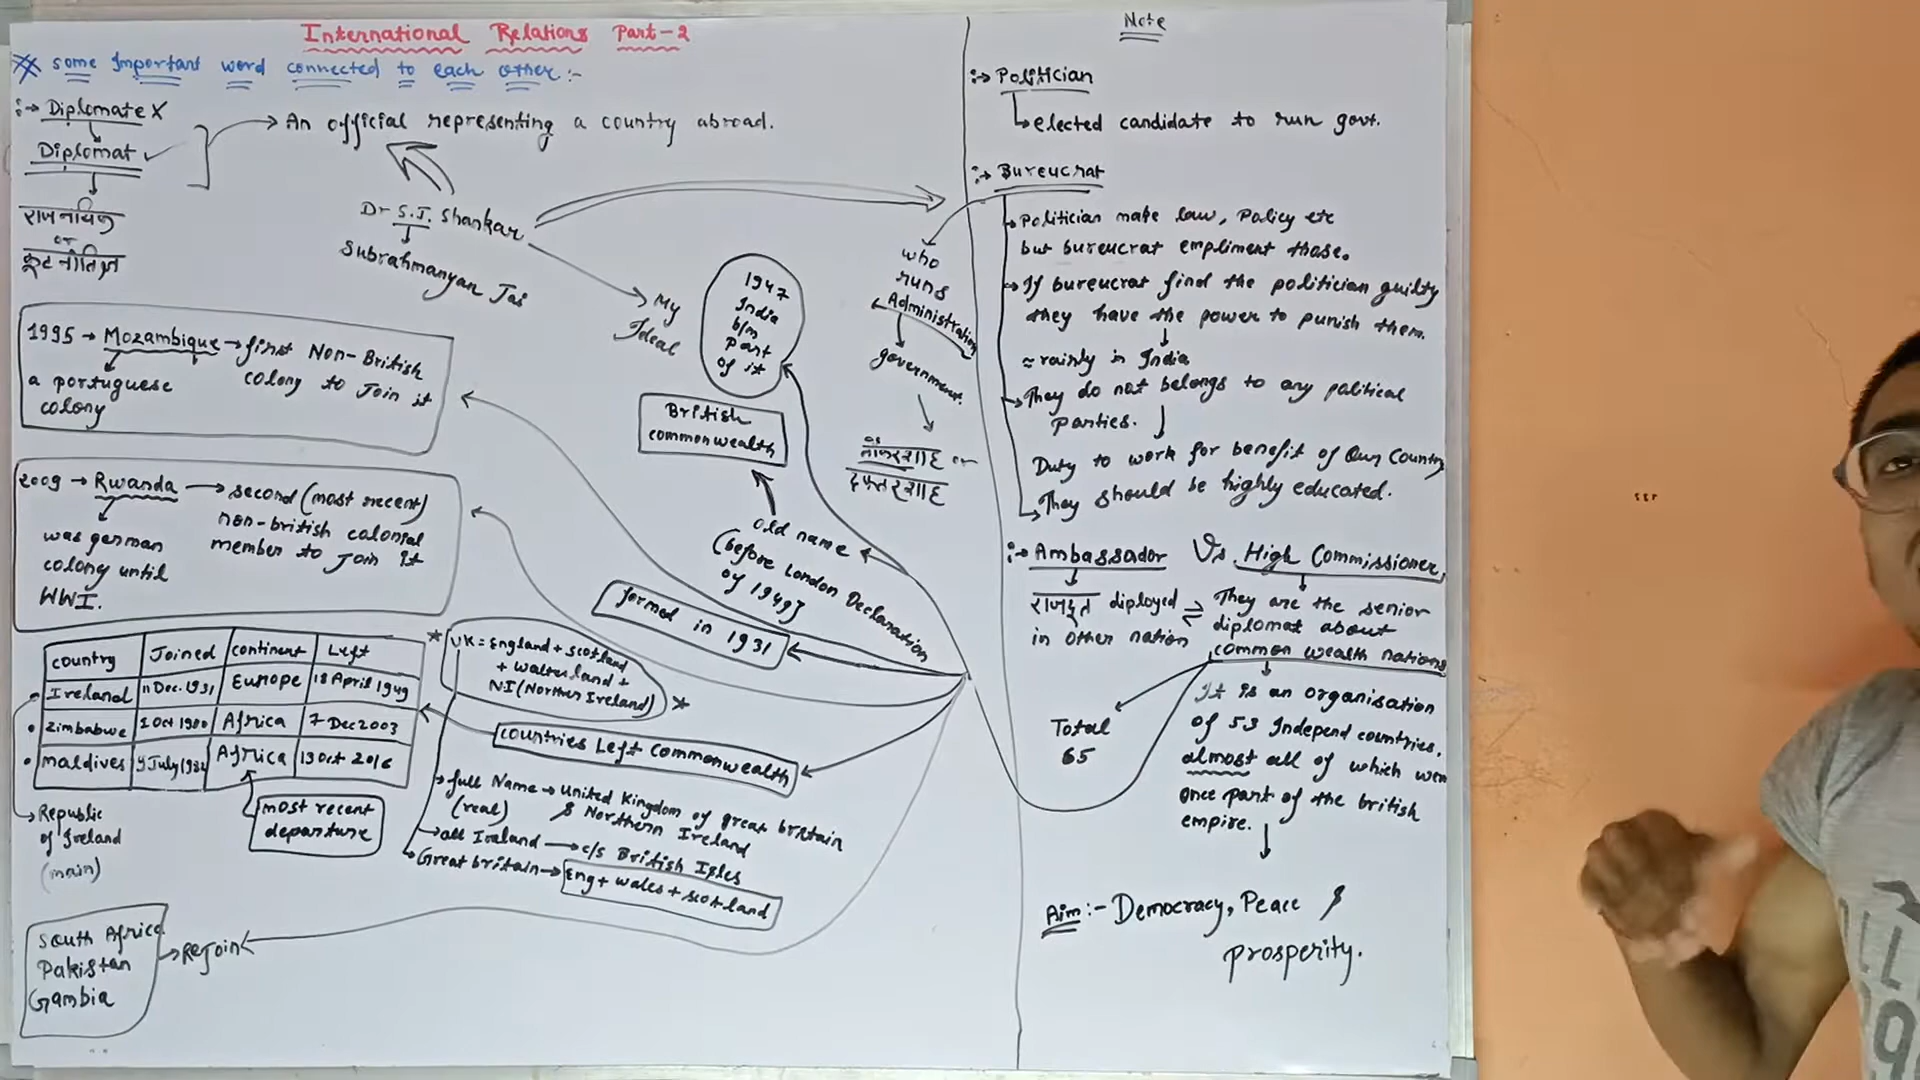 International Relations Part-2
some Important word connected to each other :-
Diplomate X
Diplomat ✓
राजनयिक
or
कूटनीतिज्ञ
An official representing a country abroad.
Dr S.J. Shankar
Subrahmanyan Jai
My
Ideal
1947
India
b/m
Part
of it
British
commonwealth
old name
(before London Declaration
of 1949)
formed in 1931
who
runs
Administration
government.
or
दफ्तरशाह
1995 → Mozambique → first Non-British
colony to Join it
a portuguese
colony
2009 → Rwanda → second (most recent)
non-british colonial
member to Join It
was german
colony until
WWI.
country Joined continent Left
Ireland 11 Dec. 1931 Europe 18 April 1949
Zimbabwe Africa 7 Dec 2003
maldives Africa 13 Oct 2016
Republic
of Ireland
(main)
most recent
departure
* UK = England + Scotland
+ walterland +
NI (Northern Ireland) *
countries Left Commonwealth
full Name → United Kingdom of great britain
(real) & Northern Ireland
all Ireland → c/s British Isles
Great britain → Eng + wales + scotland
South Africa
Pakistan
Gambia
→ Rejoin
Note
Politician
elected candidate to run govt.
Bureucrat
Politician make law, policy etc
but bureucrat empliment those.
If bureucrat find the politician guilty
they have the power to punish them.
≈ rainly in India
They do not belongs to any political
parties.
Duty to work for benefit of Our Country
They should be highly educated.
Ambassador Vs High Commissioner
राजदूत diployed
in other nation
They are the senior
diplomat about
common wealth nations
Total
65
It is an organisation
of 53 Independ countries,
almost all of which were
once part of the british
empire.
Aim :- Democracy, Peace &
prosperity.